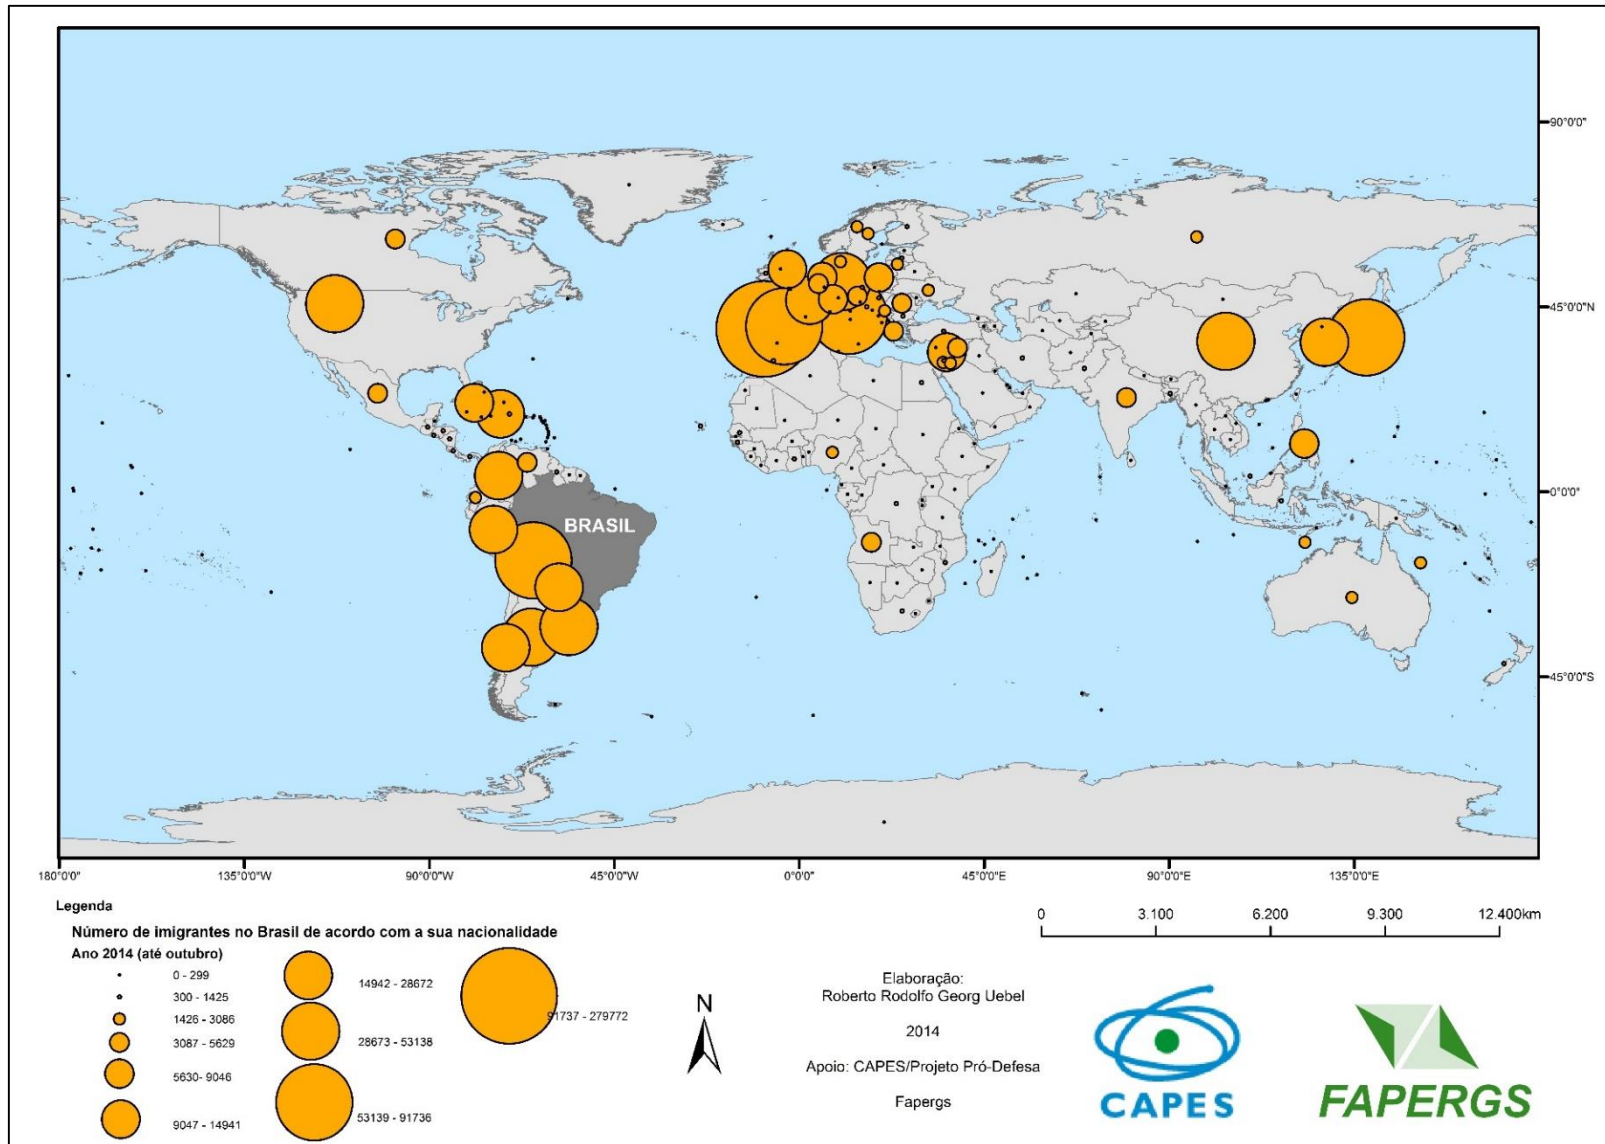 90°0'0"
45°0'0"N
0°0'0"
45°0'0"S
BRASIL
180°0'0"
135°0'0"W
90°0'0"W
45°0'0"W
0°0'0"
45°0'0"E
90°0'0"E
135°0'0"E
Legenda
Número de imigrantes no Brasil de acordo com a sua nacionalidade
Ano 2014 (até outubro)
0 - 299
300 - 1425
1426 - 3086
3087 - 5629
5630- 9046
9047 - 14941
14942 - 28672
28673 - 53138
53139 - 91736
91737 - 279772
N
0 3.100 6.200 9.300 12.400km
Elaboração:
Roberto Rodolfo Georg Uebel
2014
Apoio: CAPES/Projeto Pró-Defesa
Fapergs
CAPES
FAPERGS